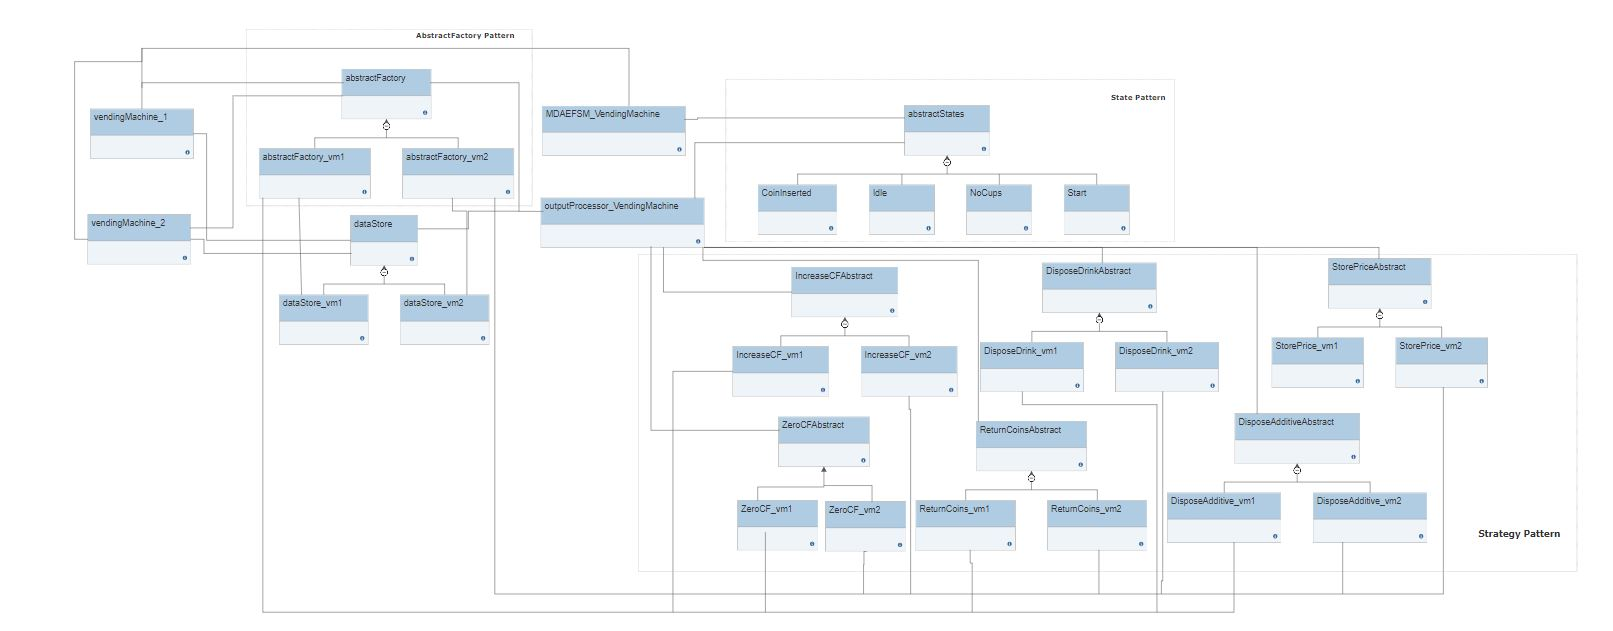 AbstractFactory Pattern
abstractFactory
State Pattern
vendingMachine_1
MDAEFSM_VendingMachine
abstractStates
abstractFactory_vm1
abstractFactory_vm2
CoinInserted
Idle
NoCups
Start
outputProcessor_VendingMachine
vendingMachine_2
dataStore
IncreaseCFAbstract
DisposeDrinkAbstract
StorePriceAbstract
dataStore_vm1
dataStore_vm2
IncreaseCF_vm1
IncreaseCF_vm2
DisposeDrink_vm1
DisposeDrink_vm2
StorePrice_vm1
StorePrice_vm2
ZeroCFAbstract
ReturnCoinsAbstract
DisposeAdditiveAbstract
ZeroCF_vm1
ZeroCF_vm2
ReturnCoins_vm1
ReturnCoins_vm2
DisposeAdditive_vm1
DisposeAdditive_vm2
Strategy Pattern